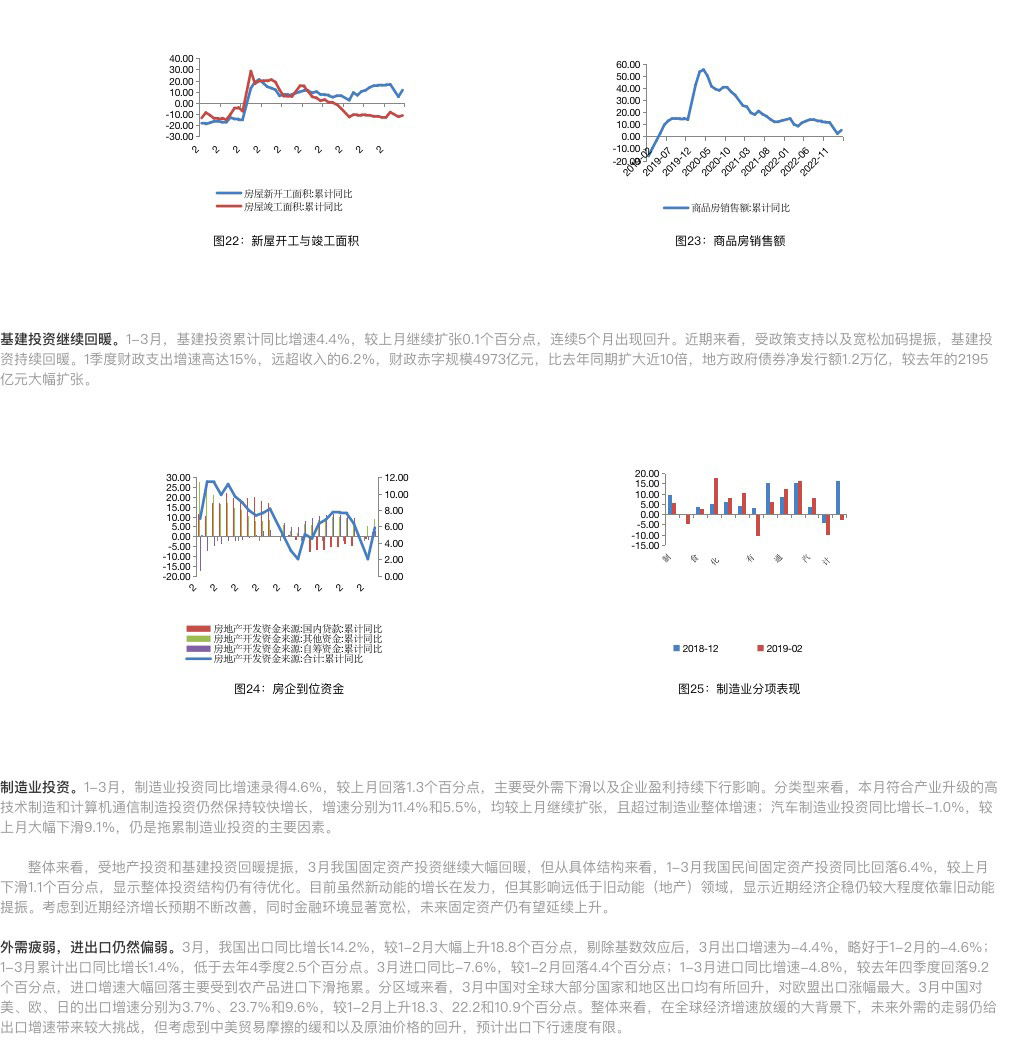 40.00
30.00
20.00
10.00
0.00
-10.00
-20.00
-30.00
2 2 2 2 2 2 2 2 2
房屋新开工面积:累计同比
房屋竣工面积:累计同比
图22：新屋开工与竣工面积
60.00
50.00
40.00
30.00
20.00
10.00
0.00
-10.00
-20.00
2019-02 2019-07 2019-12 2020-05 2020-10 2021-03 2021-08 2022-01 2022-06 2022-11
商品房销售额:累计同比
图23：商品房销售额
基建投资继续回暖。1–3月，基建投资累计同比增速4.4%，较上月继续扩张0.1个百分点，连续5个月出现回升。近期来看，受政策支持以及宽松加码提振，基建投
资持续回暖。1季度财政支出增速高达15%，远超收入的6.2%，财政赤字规模4973亿元，比去年同期扩大近10倍，地方政府债券净发行额1.2万亿，较去年的2195
亿元大幅扩张。
30.00
25.00
20.00
15.00
10.00
5.00
0.00
-5.00
-10.00
-15.00
-20.00
12.00
10.00
8.00
6.00
4.00
2.00
0.00
2 2 2 2 2 2 2 2 2
房地产开发资金来源:国内贷款:累计同比
房地产开发资金来源:其他资金:累计同比
房地产开发资金来源:自筹资金:累计同比
房地产开发资金来源:合计:累计同比
图24：房企到位资金
20.00
15.00
10.00
5.00
0.00
-5.00
-10.00
-15.00
制 食 化 有 通 汽 计
2018-12 2019-02
图25：制造业分项表现
制造业投资。1–3月，制造业投资同比增速录得4.6%，较上月回落1.3个百分点，主要受外需下滑以及企业盈利持续下行影响。分类型来看，本月符合产业升级的高
技术制造和计算机通信制造投资仍然保持较快增长，增速分别为11.4%和5.5%，均较上月继续扩张，且超过制造业整体增速；汽车制造业投资同比增长–1.0%，较
上月大幅下滑9.1%，仍是拖累制造业投资的主要因素。
整体来看，受地产投资和基建投资回暖提振，3月我国固定资产投资继续大幅回暖，但从具体结构来看，1–3月我国民间固定资产投资同比回落6.4%，较上月
下滑1.1个百分点，显示整体投资结构仍有待优化。目前虽然新动能的增长在发力，但其影响远低于旧动能（地产）领域，显示近期经济企稳仍较大程度依靠旧动能
提振。考虑到近期经济增长预期不断改善，同时金融环境显著宽松，未来固定资产仍有望延续上升。
外需疲弱，进出口仍然偏弱。3月，我国出口同比增长14.2%，较1–2月大幅上升18.8个百分点，剔除基数效应后，3月出口增速为–4.4%，略好于1–2月的–4.6%；
1–3月累计出口同比增长1.4%，低于去年4季度2.5个百分点。3月进口同比–7.6%，较1–2月回落4.4个百分点；1–3月进口同比增速–4.8%，较去年四季度回落9.2
个百分点，进口增速大幅回落主要受到农产品进口下滑拖累。分区域来看，3月中国对全球大部分国家和地区出口均有所回升，对欧盟出口涨幅最大。3月中国对
美、欧、日的出口增速分别为3.7%、23.7%和9.6%，较1–2月上升18.3、22.2和10.9个百分点。整体来看，在全球经济增速放缓的大背景下，未来外需的走弱仍给
出口增速带来较大挑战，但考虑到中美贸易摩擦的缓和以及原油价格的回升，预计出口下行速度有限。